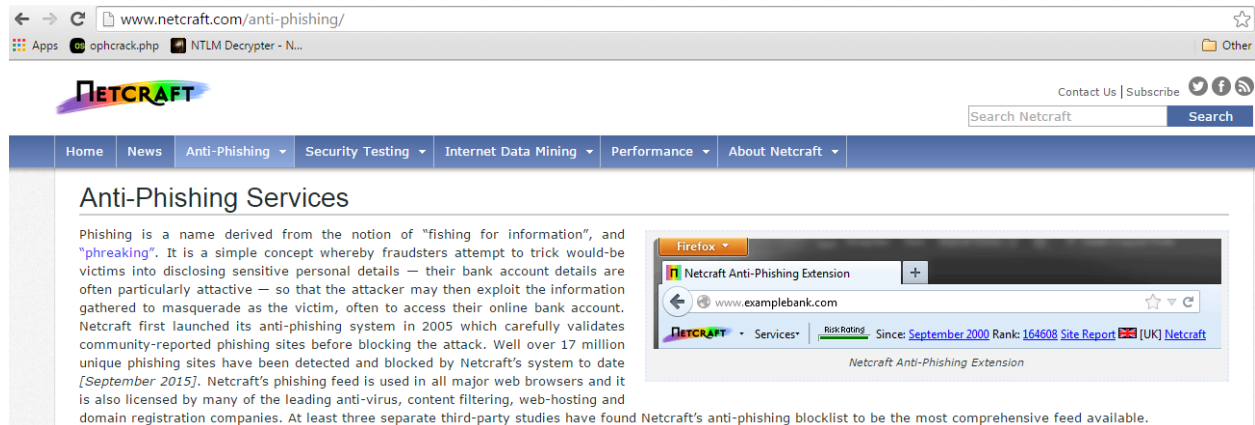 www.netcraft.com/anti-phishing/
Apps ophcrack.php NTLM Decrypter - N... Other
NETCRAFT
Contact Us | Subscribe
Search Netcraft Search
Home News Anti-Phishing Security Testing Internet Data Mining Performance About Netcraft
Anti-Phishing Services
Phishing is a name derived from the notion of “fishing for information”, and
“phreaking”. It is a simple concept whereby fraudsters attempt to trick would-be
victims into disclosing sensitive personal details — their bank account details are
often particularly attactive — so that the attacker may then exploit the information
gathered to masquerade as the victim, often to access their online bank account.
Netcraft first launched its anti-phishing system in 2005 which carefully validates
community-reported phishing sites before blocking the attack. Well over 17 million
unique phishing sites have been detected and blocked by Netcraft’s system to date
[September 2015]. Netcraft’s phishing feed is used in all major web browsers and it
is also licensed by many of the leading anti-virus, content filtering, web-hosting and
domain registration companies. At least three separate third-party studies have found Netcraft’s anti-phishing blocklist to be the most comprehensive feed available.
Firefox
Netcraft Anti-Phishing Extension
www.examplebank.com
NETCRAFT Services Risk Rating Since: September 2000 Rank: 164608 Site Report [UK] Netcraft
Netcraft Anti-Phishing Extension